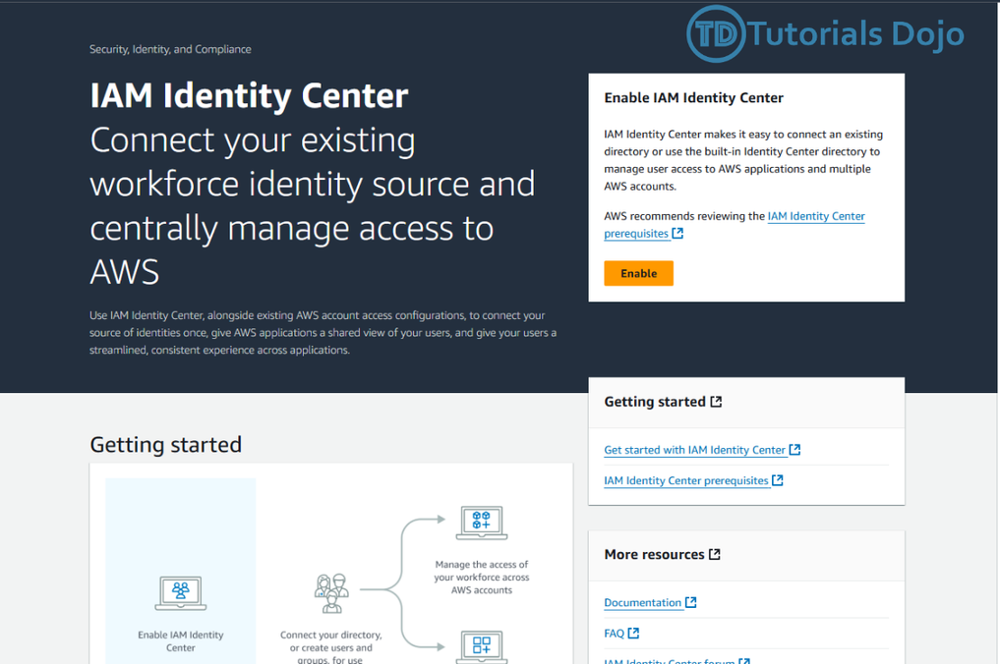 TD Tutorials Dojo
Security, Identity, and Compliance
IAM Identity Center
Connect your existing
workforce identity source and
centrally manage access to
AWS
Use IAM Identity Center, alongside existing AWS account access configurations, to connect your
source of identities once, give AWS applications a shared view of your users, and give your users a
streamlined, consistent experience across applications.
Enable IAM Identity Center
IAM Identity Center makes it easy to connect an existing
directory or use the built-in Identity Center directory to
manage user access to AWS applications and multiple
AWS accounts.
AWS recommends reviewing the IAM Identity Center
prerequisites
Enable
Getting started
Enable IAM Identity
Center
Connect your directory,
or create users and
groups, for use
Manage the access of
your workforce across
AWS accounts
Getting started
Get started with IAM Identity Center
IAM Identity Center prerequisites
More resources
Documentation
FAQ
IAM Identity Center forum